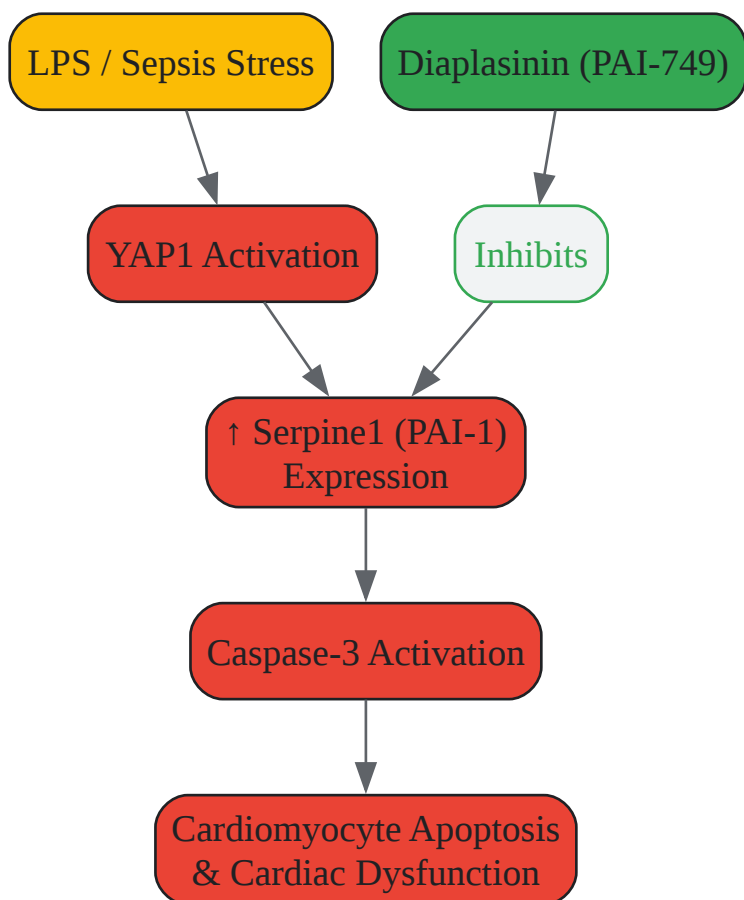 LPS / Sepsis Stress
Diaplasinin (PAI-749)
YAP1 Activation
Inhibits
↑ Serpine1 (PAI-1)
Expression
Caspase-3 Activation
Cardiomyocyte Apoptosis
& Cardiac Dysfunction